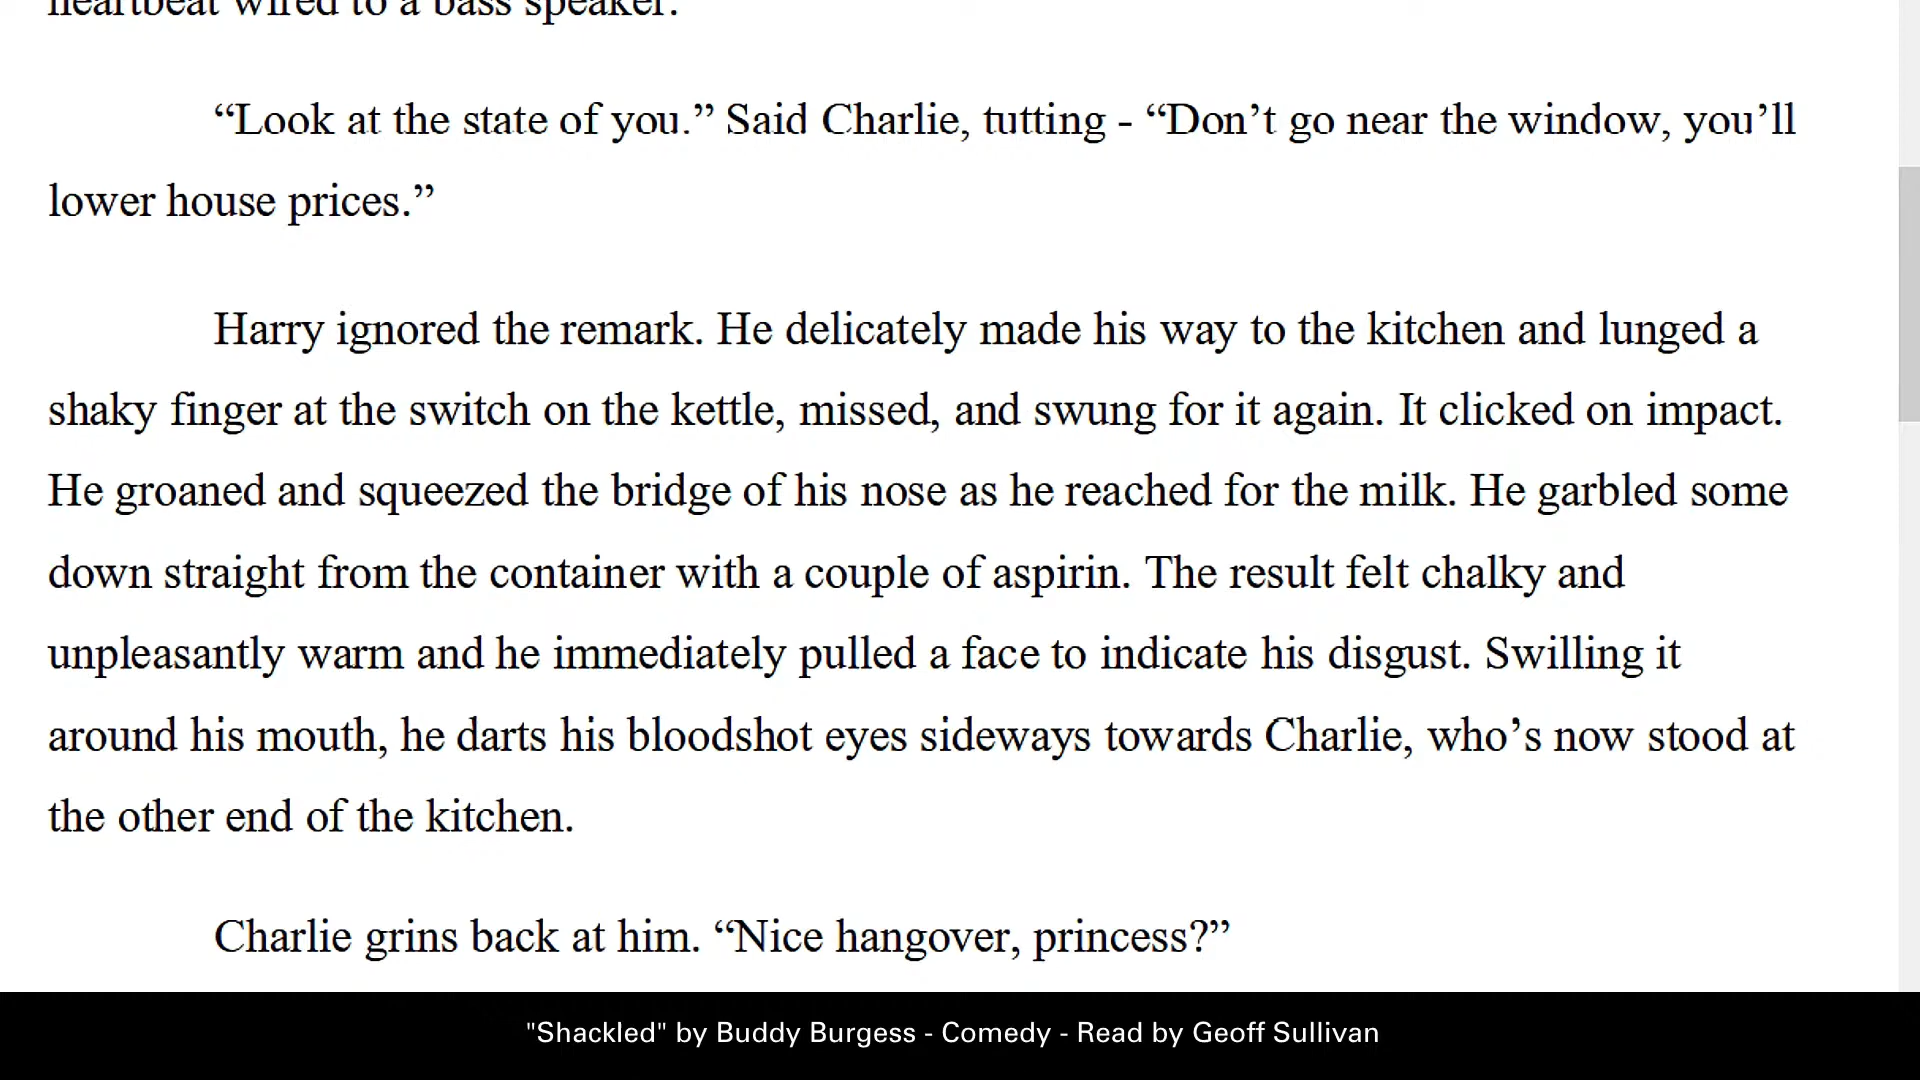 heartbeat wired to a bass speaker.
“Look at the state of you.” Said Charlie, tutting - “Don’t go near the window, you’ll
lower house prices.”
Harry ignored the remark. He delicately made his way to the kitchen and lunged a
shaky finger at the switch on the kettle, missed, and swung for it again. It clicked on impact.
He groaned and squeezed the bridge of his nose as he reached for the milk. He garbled some
down straight from the container with a couple of aspirin. The result felt chalky and
unpleasantly warm and he immediately pulled a face to indicate his disgust. Swilling it
around his mouth, he darts his bloodshot eyes sideways towards Charlie, who’s now stood at
the other end of the kitchen.
Charlie grins back at him. “Nice hangover, princess?”
"Shackled" by Buddy Burgess - Comedy - Read by Geoff Sullivan